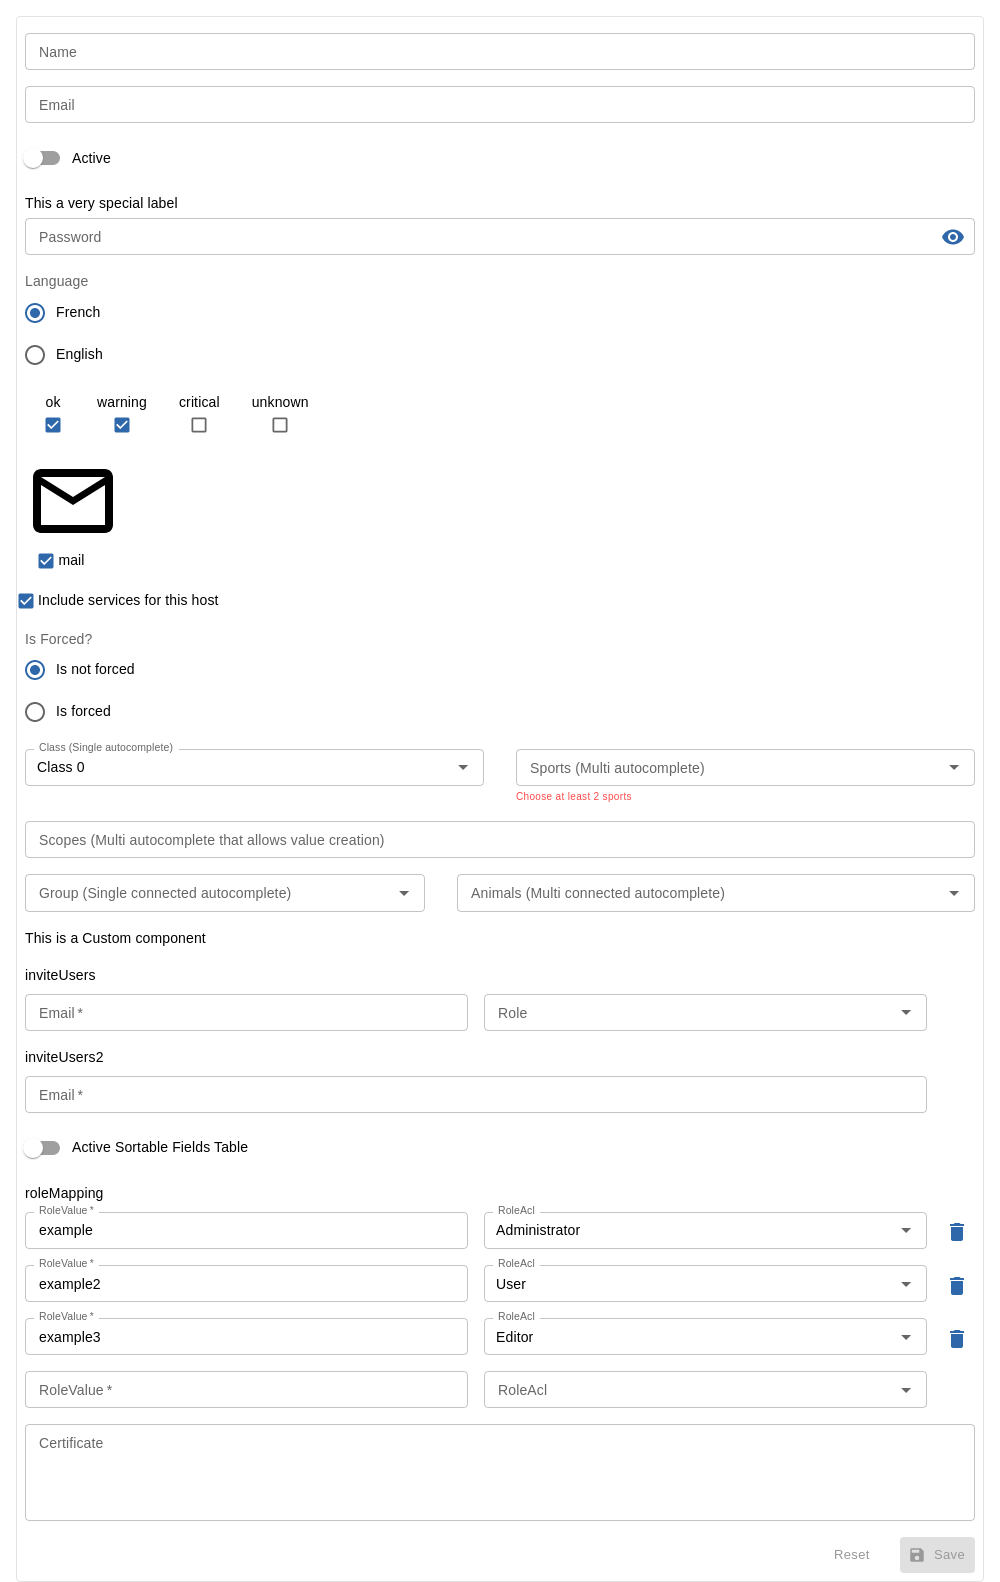 Name
Email
Active
This a very special label
Password
Language
French
English
ok warning critical unknown
mail
Include services for this host
Is Forced?
Is not forced
Is forced
Class (Single autocomplete)
Class 0
Sports (Multi autocomplete)
Choose at least 2 sports
Scopes (Multi autocomplete that allows value creation)
Group (Single connected autocomplete)
Animals (Multi connected autocomplete)
This is a Custom component
inviteUsers
Email *
Role
inviteUsers2
Email *
Active Sortable Fields Table
roleMapping
RoleValue *
example
RoleAcl
Administrator
RoleValue *
example2
RoleAcl
User
RoleValue *
example3
RoleAcl
Editor
RoleValue *
RoleAcl
Certificate
Reset
Save